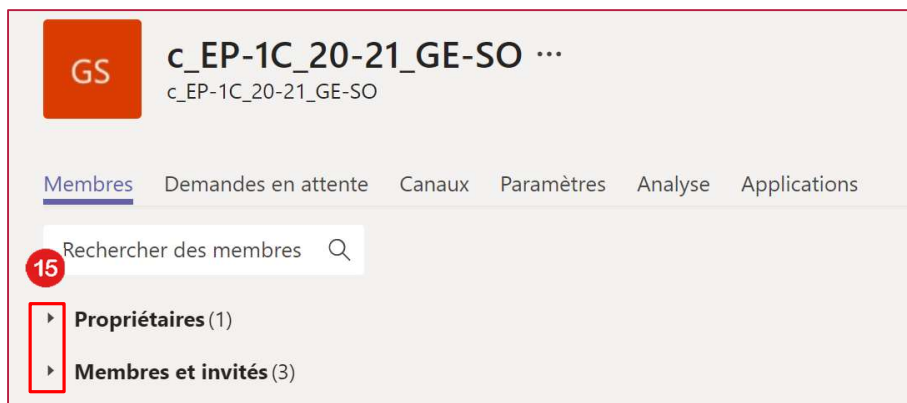 GS
c_EP-1C_20-21_GE-SO ···
c_EP-1C_20-21_GE-SO
Membres Demandes en attente Canaux Paramètres Analyse Applications
Rechercher des membres
15
Propriétaires (1)
Membres et invités (3)